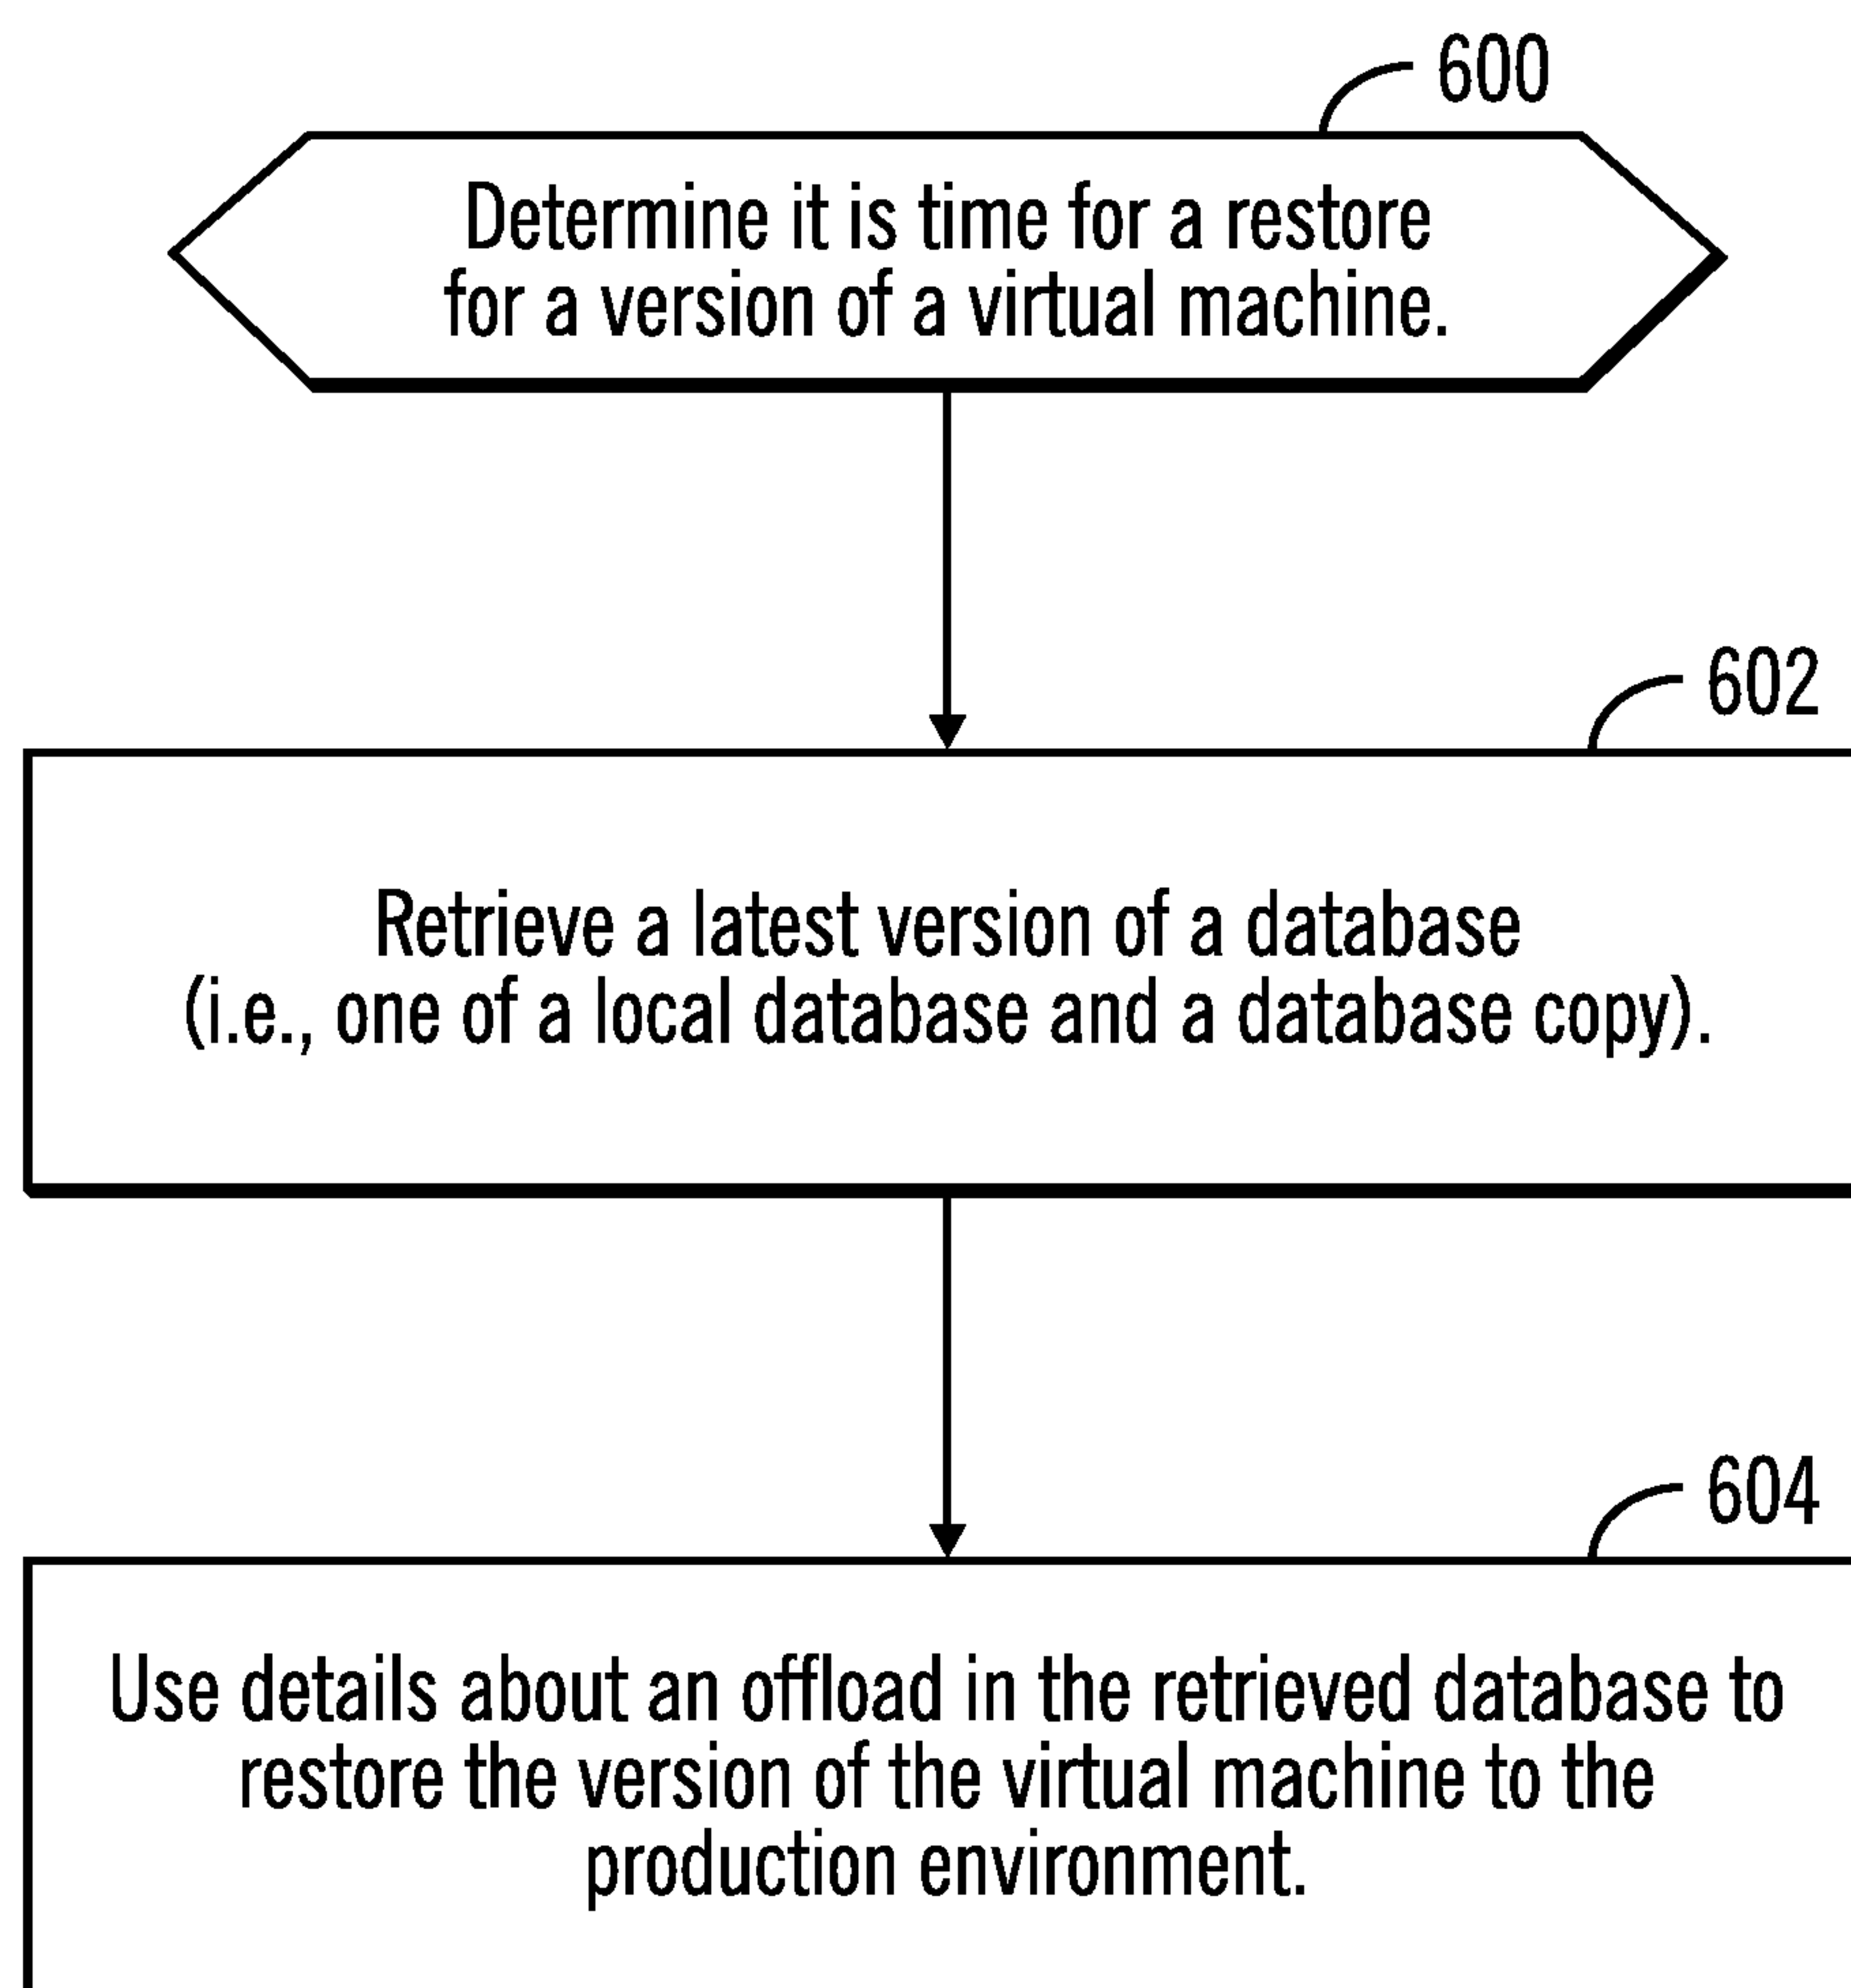 600
Determine it is time for a restore
for a version of a virtual machine.
602
Retrieve a latest version of a database
(i.e., one of a local database and a database copy).
604
Use details about an offload in the retrieved database to
restore the version of the virtual machine to the
production environment.